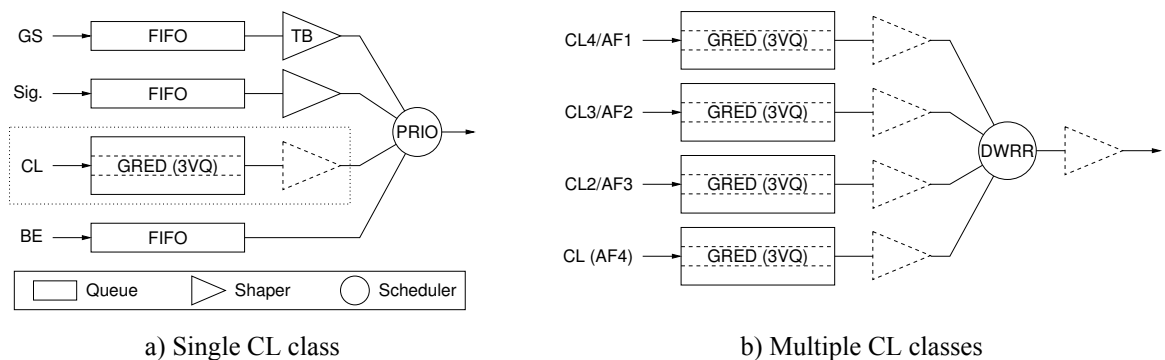 GS
FIFO
TB
Sig.
FIFO
CL
GRED (3VQ)
PRIO
BE
FIFO
Queue
Shaper
Scheduler
a) Single CL class
CL4/AF1
GRED (3VQ)
CL3/AF2
GRED (3VQ)
DWRR
CL2/AF3
GRED (3VQ)
CL (AF4)
GRED (3VQ)
b) Multiple CL classes